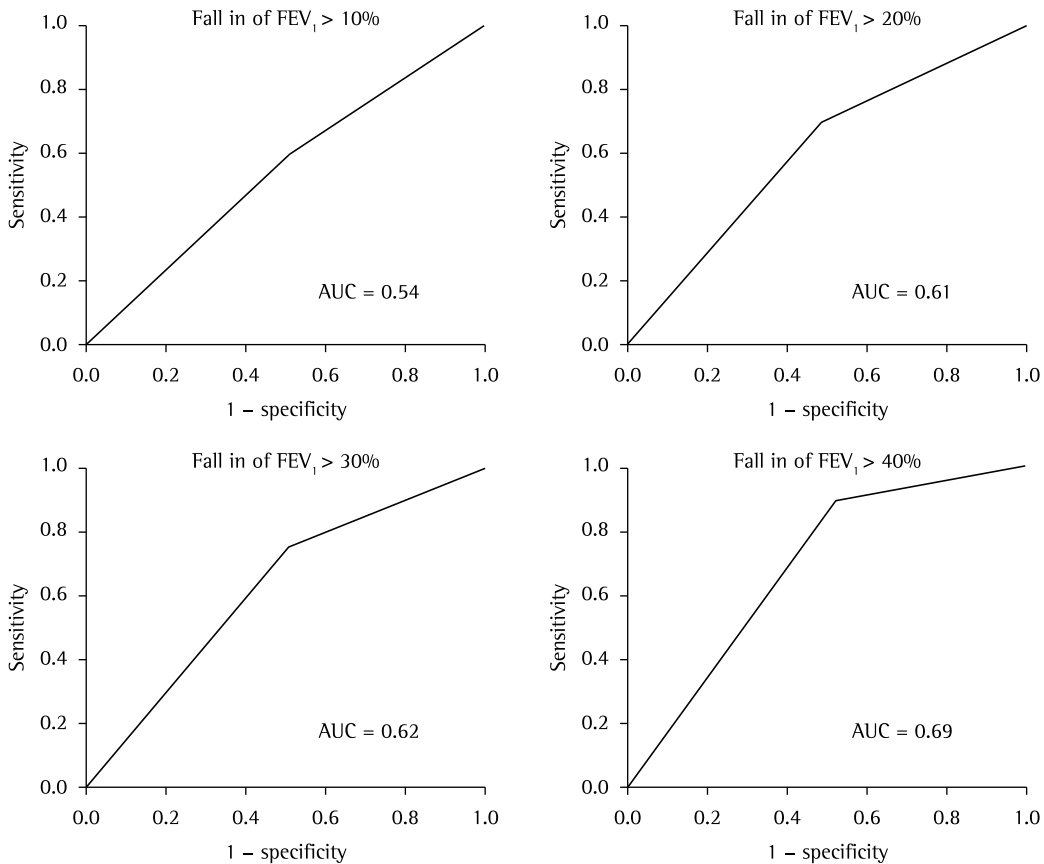 Fall in of FEV₁ > 10%
1.0
0.8
0.6
0.4
0.2
0.0
Sensitivity
AUC = 0.54
0.0 0.2 0.4 0.6 0.8 1.0
1 – specificity
Fall in of FEV₁ > 20%
1.0
0.8
0.6
0.4
0.2
0.0
Sensitivity
AUC = 0.61
0.0 0.2 0.4 0.6 0.8 1.0
1 – specificity
Fall in of FEV₁ > 30%
1.0
0.8
0.6
0.4
0.2
0.0
Sensitivity
AUC = 0.62
0.0 0.2 0.4 0.6 0.8 1.0
1 – specificity
Fall in of FEV₁ > 40%
1.0
0.8
0.6
0.4
0.2
0.0
Sensitivity
AUC = 0.69
0.0 0.2 0.4 0.6 0.8 1.0
1 – specificity